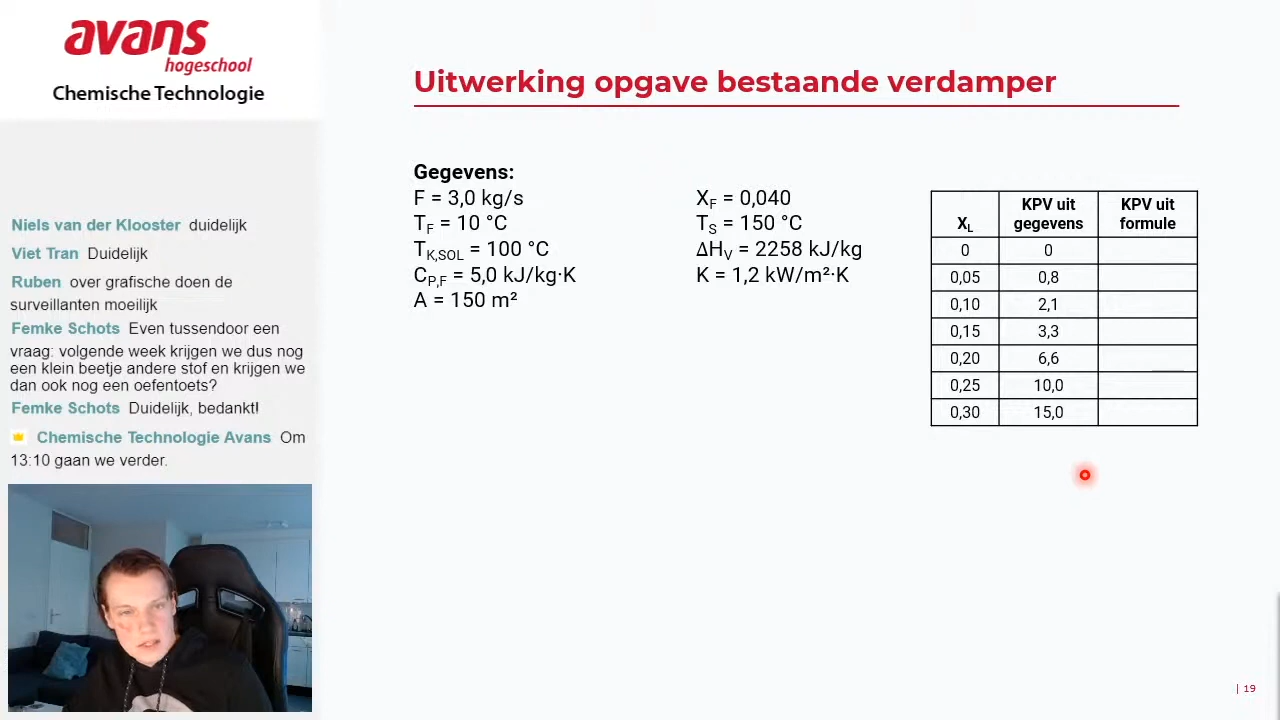 avans
hogeschool
Chemische Technologie
Uitwerking opgave bestaande verdamper
Gegevens:
F = 3,0 kg/s
T_F = 10 °C
T_K,SOL = 100 °C
C_P,F = 5,0 kJ/kg·K
A = 150 m²
X_F = 0,040
T_S = 150 °C
ΔH_V = 2258 kJ/kg
K = 1,2 kW/m²·K
X_L KPV uit gegevens KPV uit formule
0 0
0,05 0,8
0,10 2,1
0,15 3,3
0,20 6,6
0,25 10,0
0,30 15,0
Niels van der Klooster duidelijk
Viet Tran Duidelijk
Ruben over grafische doen de
surveillanten moeilijk
Femke Schots Even tussendoor een
vraag: volgende week krijgen we dus nog
een klein beetje andere stof en krijgen we
dan ook nog een oefentoets?
Femke Schots Duidelijk, bedankt!
Chemische Technologie Avans Om
13:10 gaan we verder.
| 19